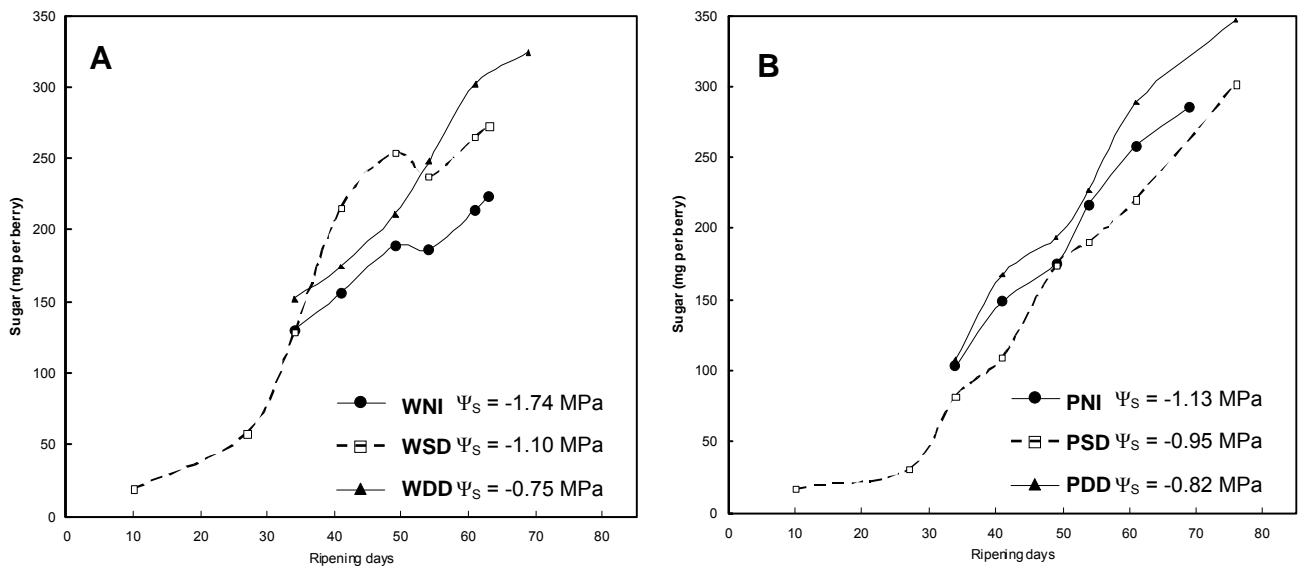 A
350
300
250
200
150
100
50
0
Sugar (mg per berry)
WNI ΨS = -1.74 MPa
WSD ΨS = -1.10 MPa
WDD ΨS = -0.75 MPa
0 10 20 30 40 50 60 70 80
Ripening days
B
350
300
250
200
150
100
50
0
Sugar (mg per berry)
PNI ΨS = -1.13 MPa
PSD ΨS = -0.95 MPa
PDD ΨS = -0.82 MPa
0 10 20 30 40 50 60 70 80
Ripening days